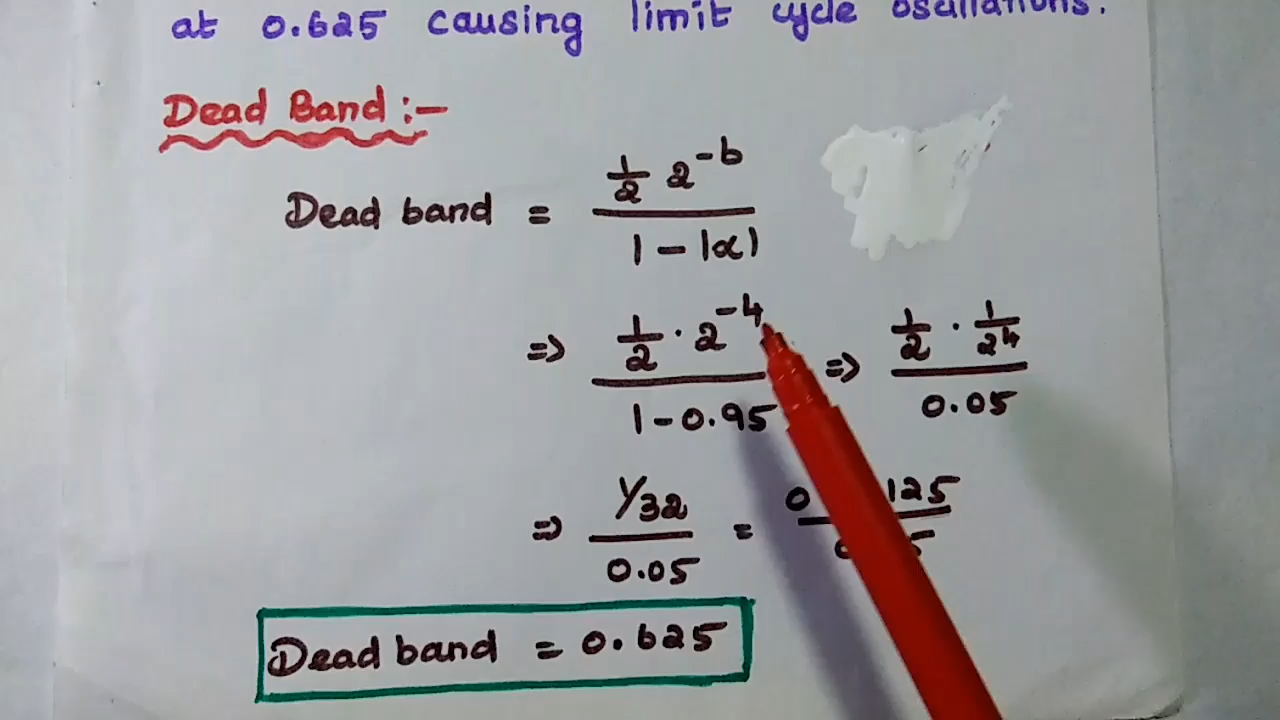 at 0.625 causing limit cycle oscillations.
Dead Band :-
Dead band = (1/2 2^-b) / (1 - |α|)
⇒ (1/2 · 2^-4) / (1 - 0.95) ⇒ (1/2 · 1/2^4) / 0.05
⇒ (1/32) / 0.05 =
Dead band = 0.625